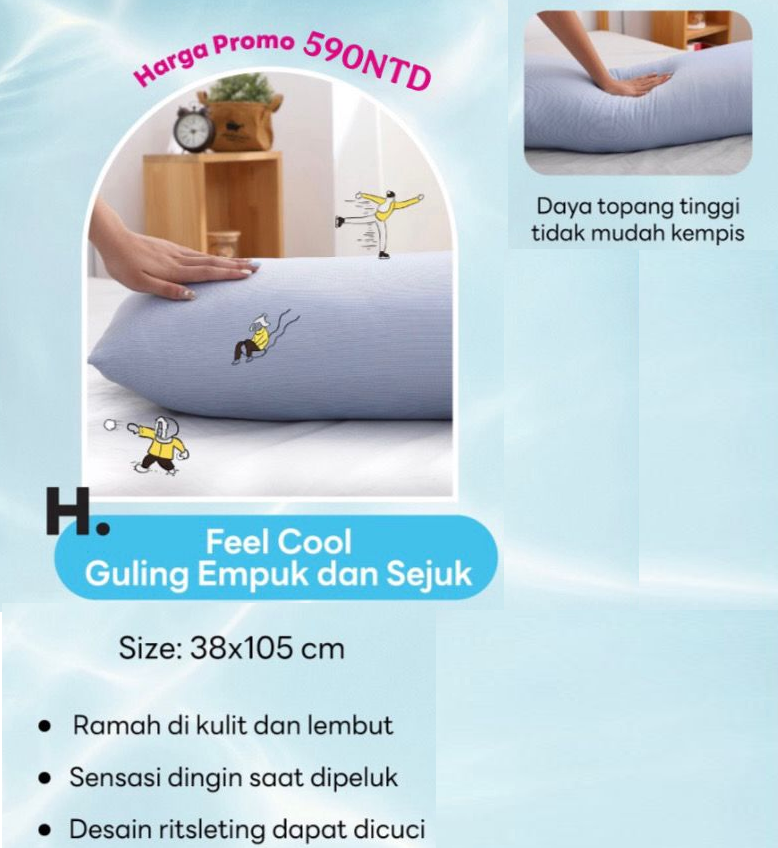 Harga Promo 590NTD
Daya topang tinggi
tidak mudah kempis
H.
Feel Cool
Guling Empuk dan Sejuk
Size: 38x105 cm
• Ramah di kulit dan lembut
• Sensasi dingin saat dipeluk
• Desain ritsleting dapat dicuci